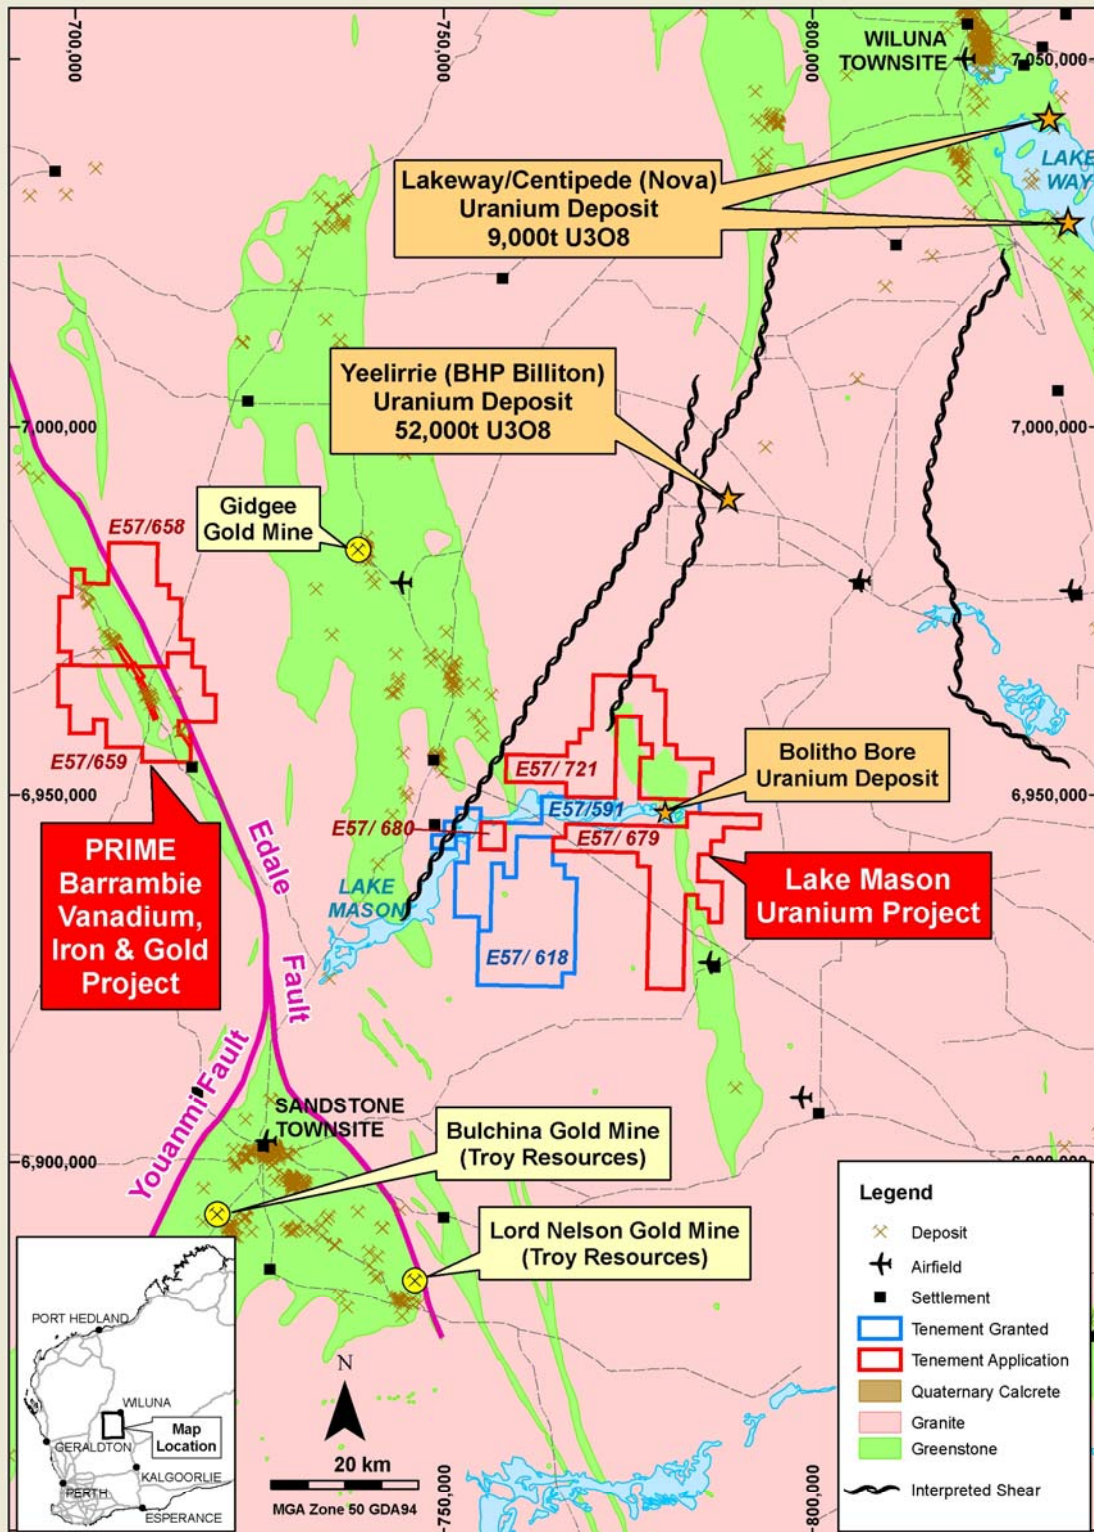 700,000
750,000
800,000
WILUNA
TOWNSITE
7,050,000
Lakeway/Centipede (Nova)
Uranium Deposit
9,000t U3O8
LAKE
WAY
Yeelirrie (BHP Billiton)
Uranium Deposit
52,000t U3O8
7,000,000
7,000,000
Gidgee
Gold Mine
E57/658
E57/659
E57/ 721
Bolitho Bore
Uranium Deposit
6,950,000
6,950,000
E57/591
E57/ 680
E57/ 679
PRIME
Barrambie
Vanadium,
Iron & Gold
Project
Edale
Fault
LAKE
MASON
Lake Mason
Uranium Project
E57/ 618
Youanmi Fault
SANDSTONE
TOWNSITE
Bulchina Gold Mine
(Troy Resources)
6,900,000
Lord Nelson Gold Mine
(Troy Resources)
Legend
Deposit
Airfield
Settlement
Tenement Granted
Tenement Application
Quaternary Calcrete
Granite
Greenstone
Interpreted Shear
PORT HEDLAND
WILUNA
Map
Location
GERALDTON
KALGOORLIE
PERTH
ESPERANCE
N
20 km
MGA Zone 50 GDA94
750,000
800,000